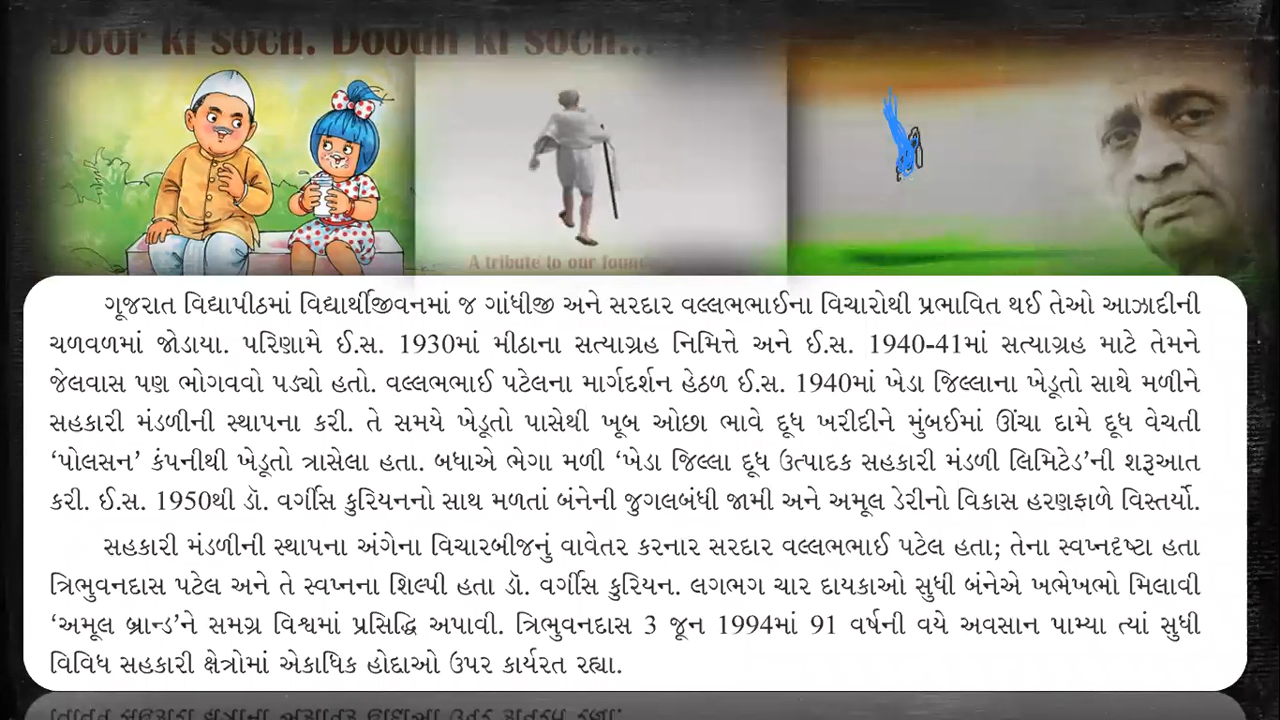 Door ki soch. Doodh ki soch...
A tribute to our
ગૂજરાત વિદ્યાપીઠમાં વિદ્યાર્થીજીવનમાં જ ગાંધીજી અને સરદાર વલ્લભભાઈના વિચારોથી પ્રભાવિત થઈ તેઓ આઝાદીની
ચળવળમાં જોડાયા. પરિણામે ઈ.સ. 1930માં મીઠાના સત્યાગ્રહ નિમિત્તે અને ઈ.સ. 1940-41માં સત્યાગ્રહ માટે તેમને
જેલવાસ પણ ભોગવવો પડ્યો હતો. વલ્લભભાઈ પટેલના માર્ગદર્શન હેઠળ ઈ.સ. 1940માં ખેડા જિલ્લાના ખેડૂતો સાથે મળીને
સહકારી મંડળીની સ્થાપના કરી. તે સમયે ખેડૂતો પાસેથી ખૂબ ઓછા ભાવે દૂધ ખરીદીને મુંબઈમાં ઊંચા દામે દૂધ વેચતી
‘પોલસન’ કંપનીથી ખેડૂતો ત્રાસેલા હતા. બધાએ ભેગા મળી ‘ખેડા જિલ્લા દૂધ ઉત્પાદક સહકારી મંડળી લિમિટેડ’ની શરૂઆત
કરી. ઈ.સ. 1950થી ડૉ. વર્ગીસ કુરિયનનો સાથ મળતાં બંનેની જુગલબંધી જામી અને અમૂલ ડેરીનો વિકાસ હરણફાળે વિસ્તર્યો.
સહકારી મંડળીની સ્થાપના અંગેના વિચારબીજનું વાવેતર કરનાર સરદાર વલ્લભભાઈ પટેલ હતા; તેના સ્વપ્નદૃષ્ટા હતા
ત્રિભુવનદાસ પટેલ અને તે સ્વપ્નના શિલ્પી હતા ડૉ. વર્ગીસ કુરિયન. લગભગ ચાર દાયકાઓ સુધી બંનેએ ખભેખભો મિલાવી
‘અમૂલ બ્રાન્ડ’ને સમગ્ર વિશ્વમાં પ્રસિદ્ધિ અપાવી. ત્રિભુવનદાસ 3 જૂન 1994માં 91 વર્ષની વયે અવસાન પામ્યા ત્યાં સુધી
વિવિધ સહકારી ક્ષેત્રોમાં એકાધિક હોદ્દાઓ ઉપર કાર્યરત રહ્યા.